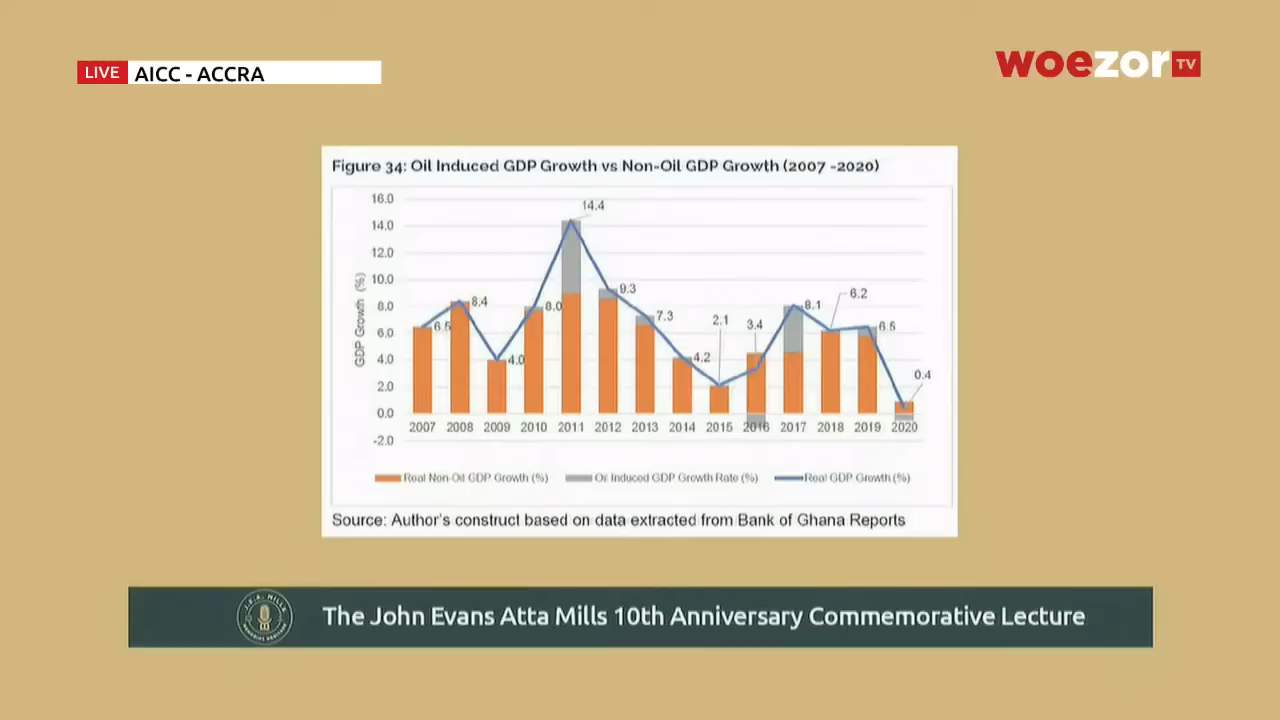 LIVE AICC - ACCRA
woezor TV
Figure 34: Oil Induced GDP Growth vs Non-Oil GDP Growth (2007 -2020)
16.0
14.0
12.0
10.0
8.0
6.0
4.0
2.0
0.0
-2.0
GDP Growth (%)
6.5
8.4
4.0
8.0
14.4
9.3
7.3
4.2
2.1
3.4
8.1
6.2
6.5
0.4
2007 2008 2009 2010 2011 2012 2013 2014 2015 2016 2017 2018 2019 2020
Real Non-Oil GDP Growth (%) Oil Induced GDP Growth Rate (%) Real GDP Growth (%)
Source: Author's construct based on data extracted from Bank of Ghana Reports
J.E.A. MILLS
The John Evans Atta Mills 10th Anniversary Commemorative Lecture